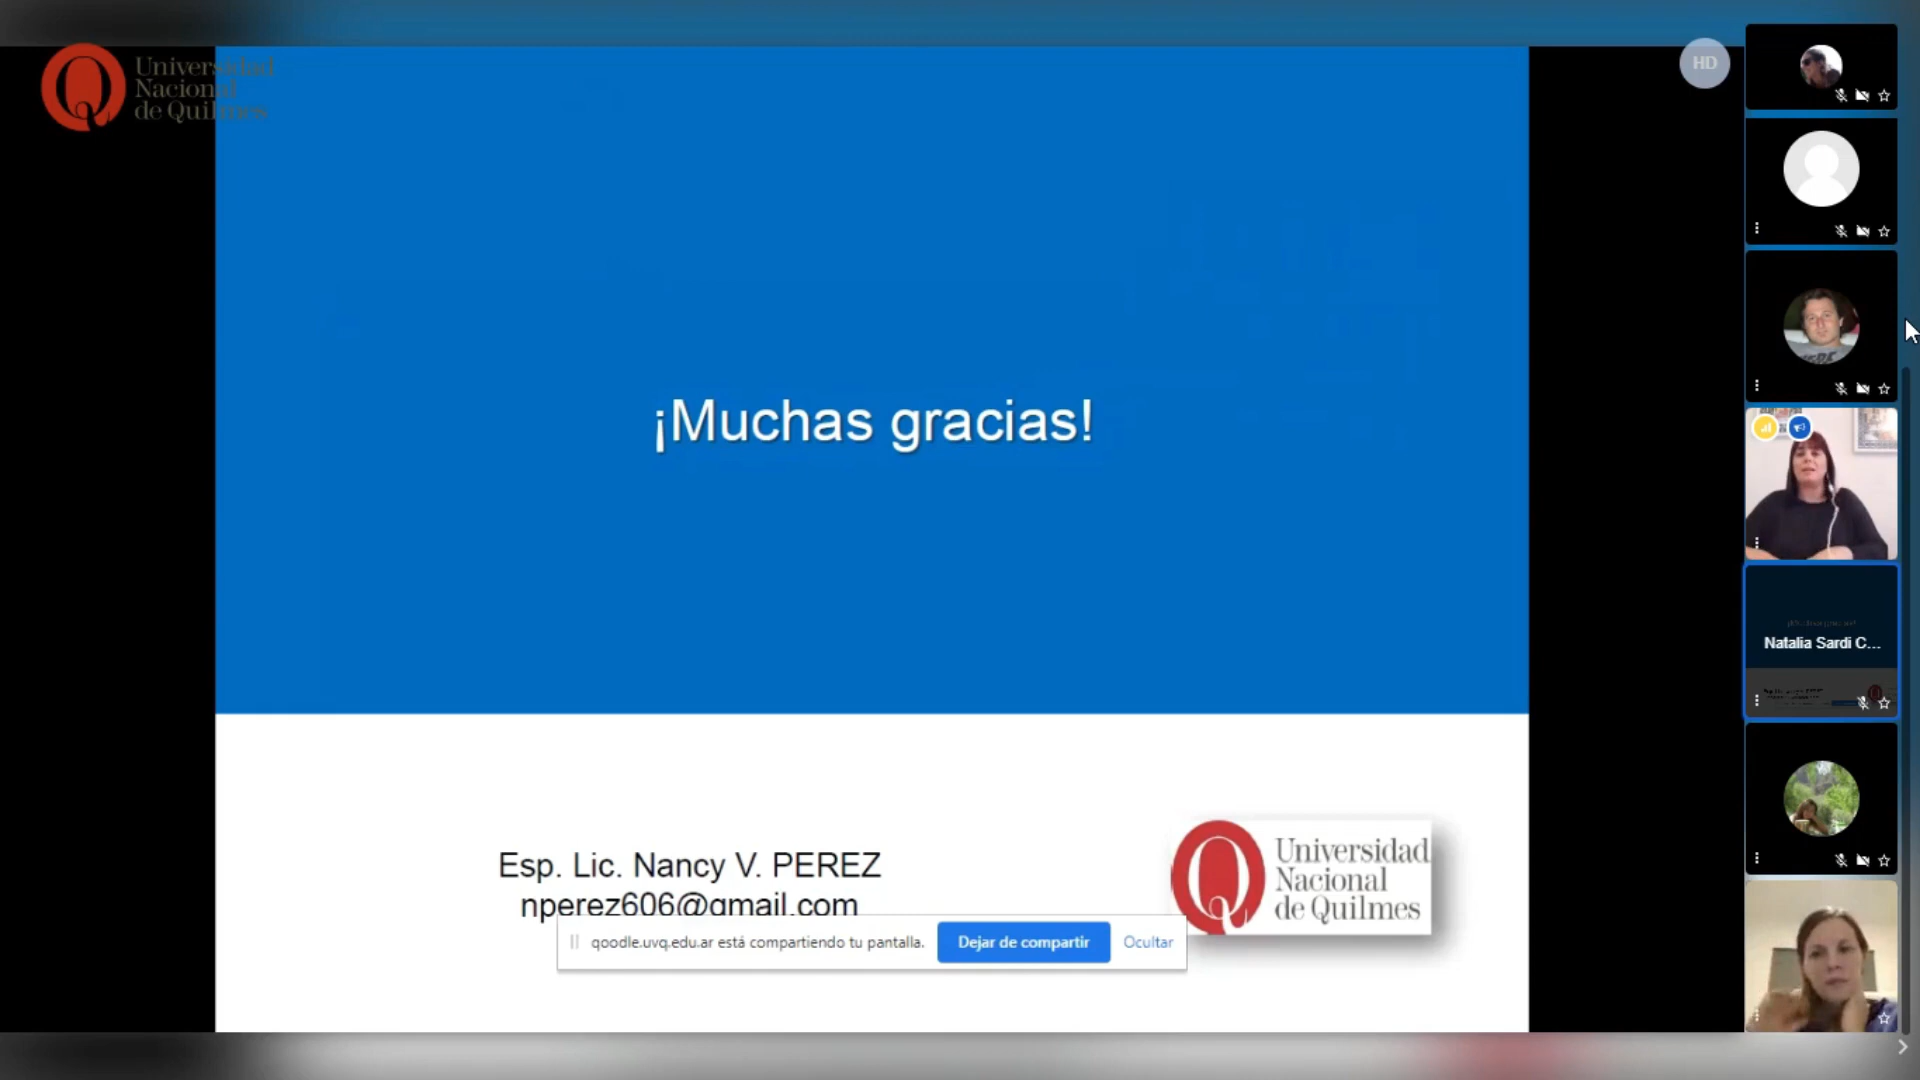 Universidad
Nacional
de Quilmes
HD
¡Muchas gracias!
Natalia Sardi C...
Esp. Lic. Nancy V. PEREZ
nperez606@gmail.com
Universidad
Nacional
de Quilmes
qoodle.uvq.edu.ar está compartiendo tu pantalla.
Dejar de compartir
Ocultar